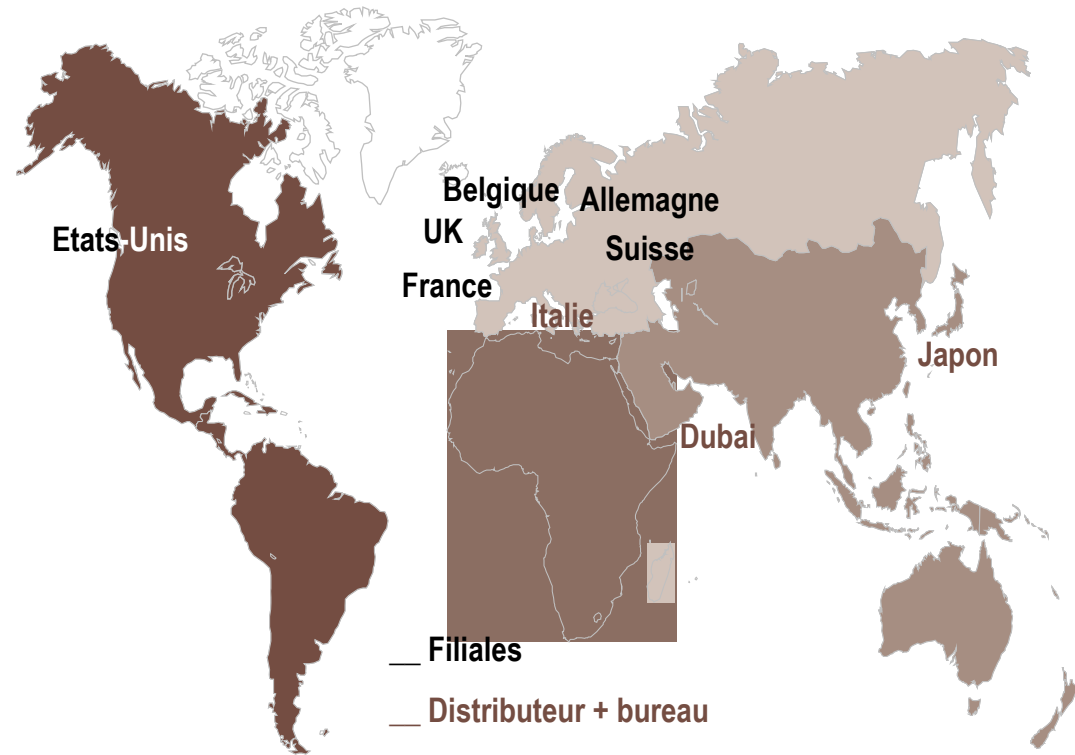 Belgique
Allemagne
Etats-Unis
UK
Suisse
France
Italie
Japon
Dubai
__ Filiales
__ Distributeur + bureau